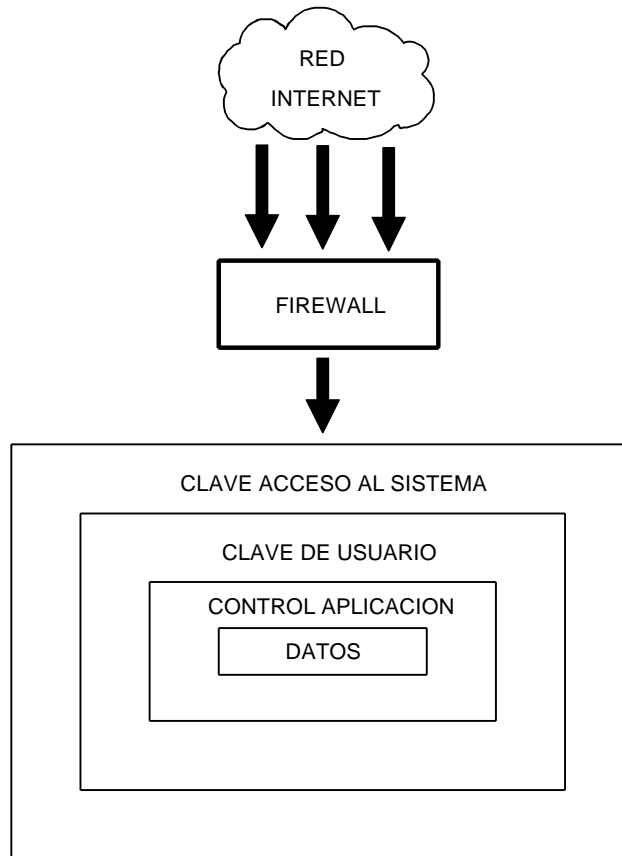 RED
INTERNET
FIREWALL
CLAVE ACCESO AL SISTEMA
CLAVE DE USUARIO
CONTROL APLICACION
DATOS